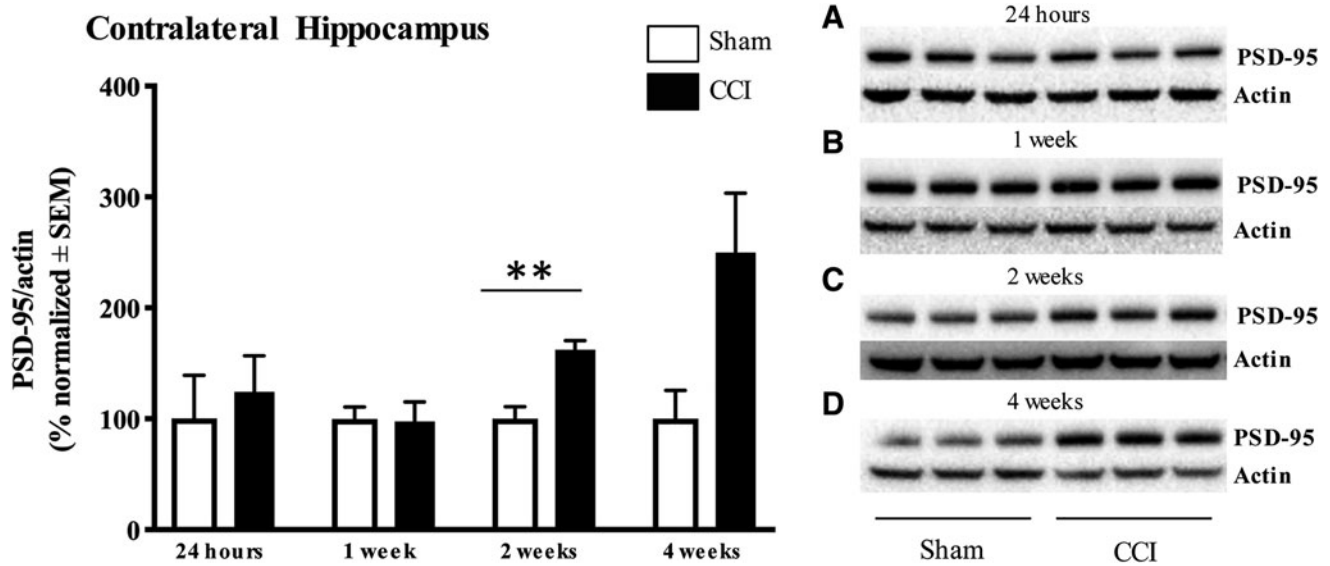 Contralateral Hippocampus
Sham
CCI
PSD-95/actin
(% normalized ± SEM)
400
300
200
100
0
**
24 hours
1 week
2 weeks
4 weeks
A
24 hours
PSD-95
Actin
B
1 week
PSD-95
Actin
C
2 weeks
PSD-95
Actin
D
4 weeks
PSD-95
Actin
Sham
CCI